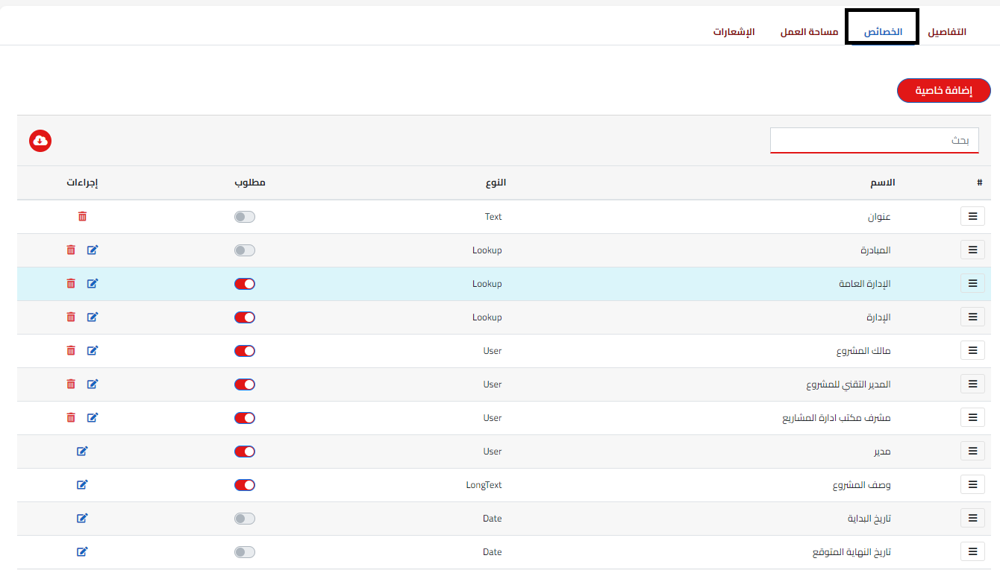 التفاصيل الخصائص مساحة العمل الإشعارات
إضافة خاصية
بحث
# الاسم النوع مطلوب إجراءات
عنوان Text
المبادرة Lookup
الإدارة العامة Lookup
الإدارة Lookup
مالك المشروع User
المدير التقني للمشروع User
مشرف مكتب ادارة المشاريع User
مدير User
وصف المشروع LongText
تاريخ البداية Date
تاريخ النهاية المتوقع Date